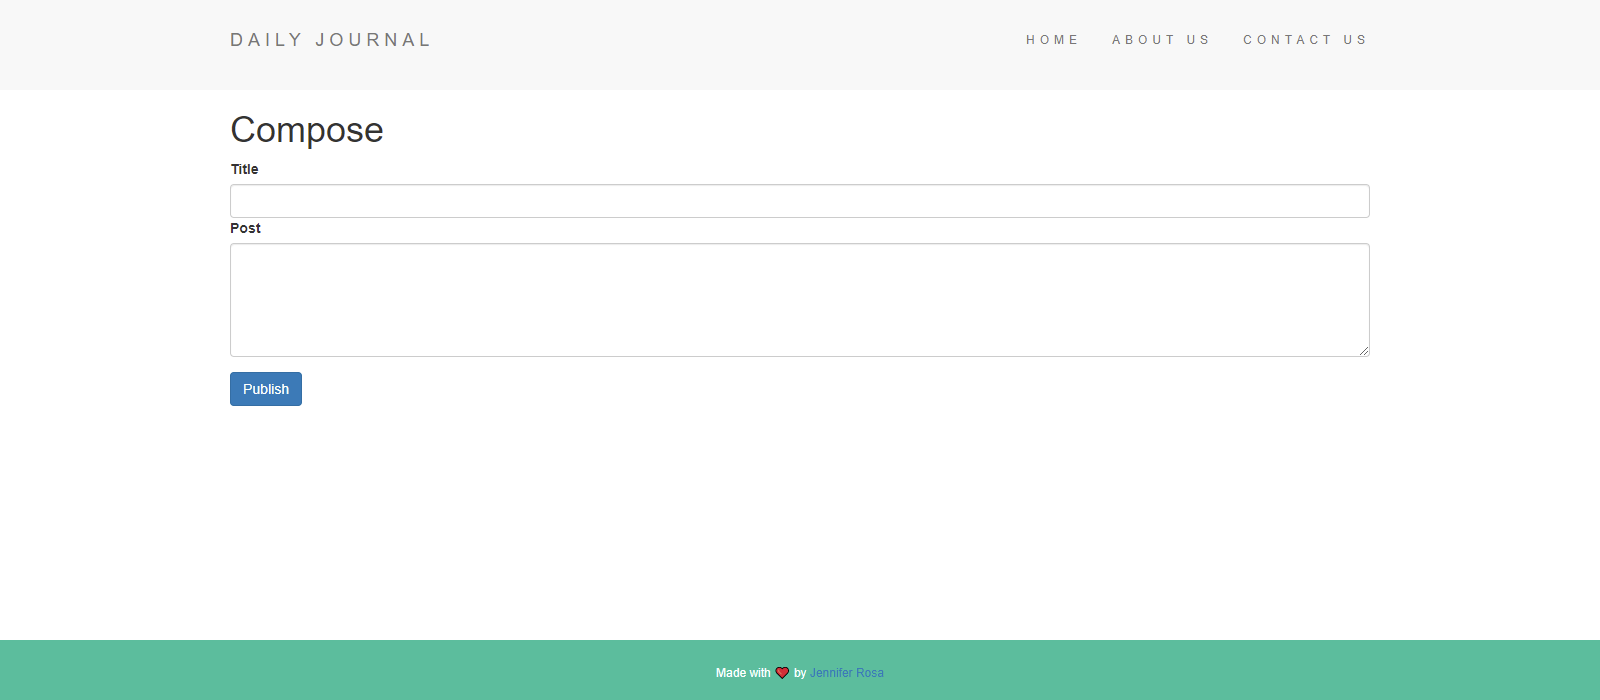 DAILY JOURNAL
HOME ABOUT US CONTACT US
Compose
Title
Post
Publish
Made with ❤ by Jennifer Rosa